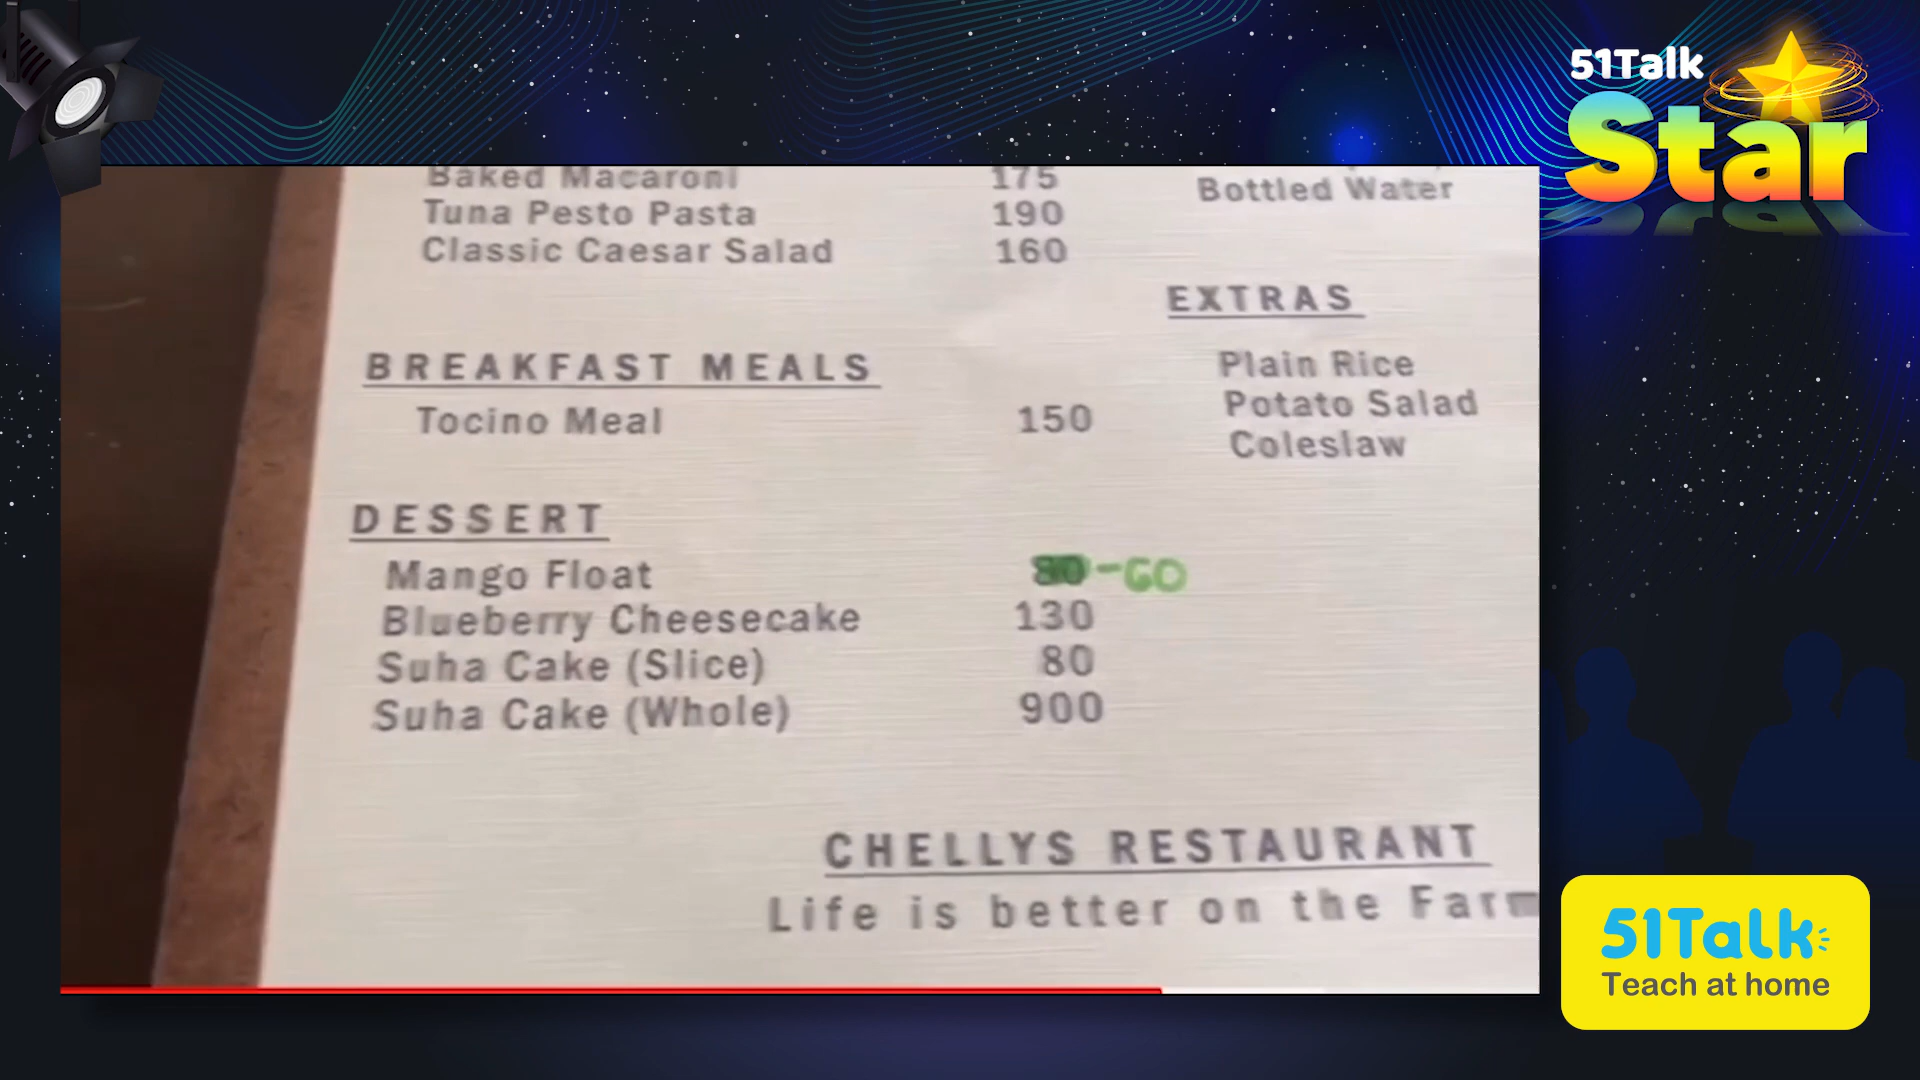 51Talk
Star
Baked Macaroni 175
Tuna Pesto Pasta 190
Classic Caesar Salad 160
BREAKFAST MEALS
Tocino Meal 150
DESSERT
Mango Float 80-60
Blueberry Cheesecake 130
Suha Cake (Slice) 80
Suha Cake (Whole) 900
Bottled Water
EXTRAS
Plain Rice
Potato Salad
Coleslaw
CHELLYS RESTAURANT
Life is better on the Farm
51Talk
Teach at home